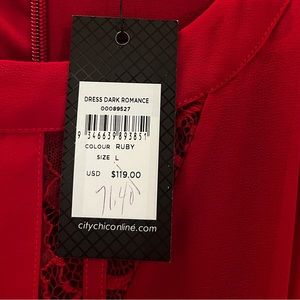 DRESS DARK ROMANCE
00089527
9 346639 893851
COLOUR RUBY
SIZE L
USD $119.00
71.40
citychiconline.com